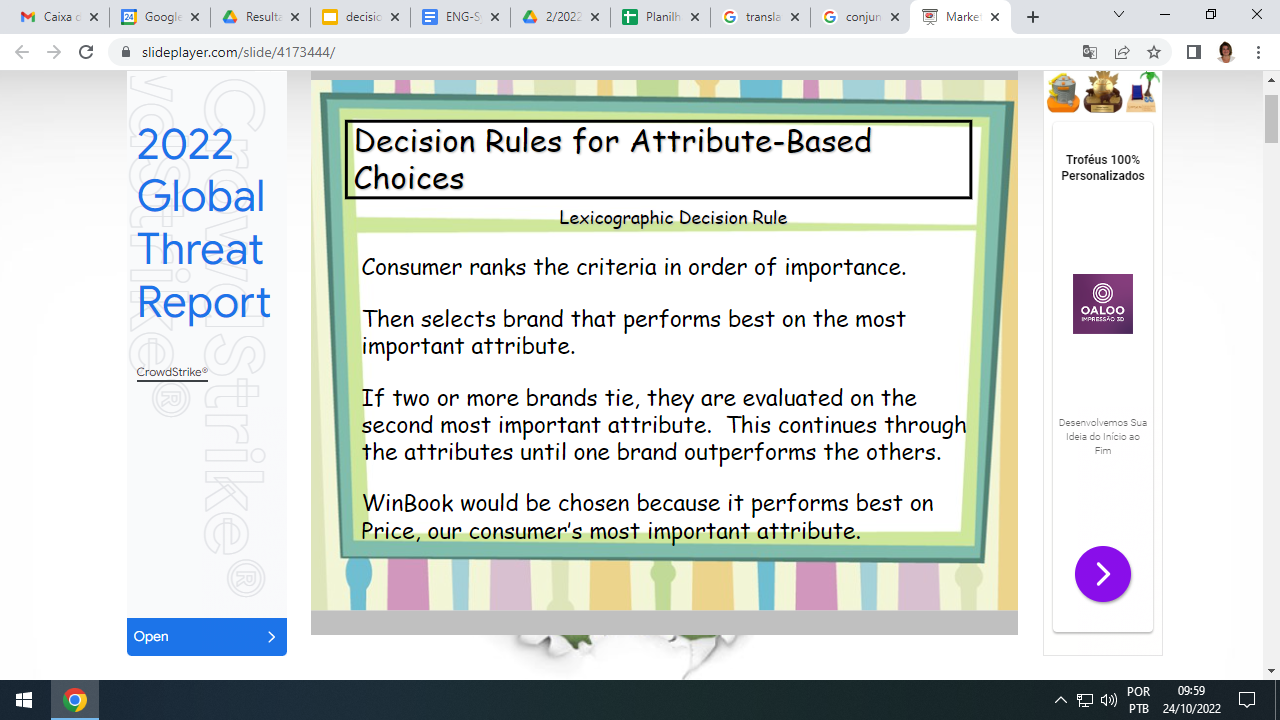 Caixa d
Google
Resulta
decisio
ENG-S
2/2022
Planilh
transla
conjun
Market
slideplayer.com/slide/4173444/
2022
Global
Threat
Report
CrowdStrike®
Open
CrowdStrike®
Decision Rules for Attribute-Based
Choices
Lexicographic Decision Rule
Consumer ranks the criteria in order of importance.
Then selects brand that performs best on the most
important attribute.
If two or more brands tie, they are evaluated on the
second most important attribute.  This continues through
the attributes until one brand outperforms the others.
WinBook would be chosen because it performs best on
Price, our consumer's most important attribute.
Troféus 100%
Personalizados
OALOO
IMPRESSÃO 3D
Desenvolvemos Sua
Ideia do Início ao
Fim
POR
PTB
09:59
24/10/2022